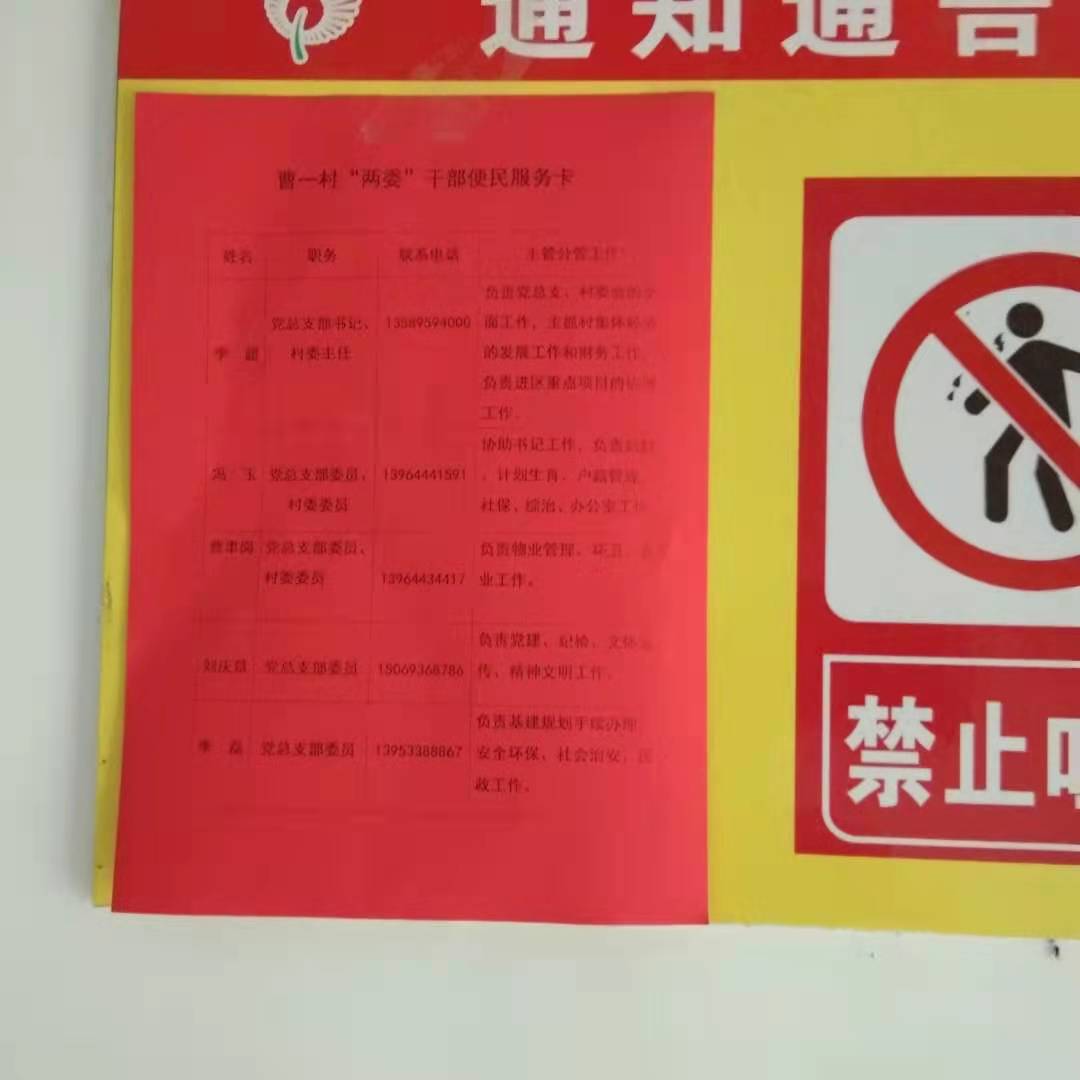 通知通告
曹一村“两委”干部便民服务卡
姓名 职务 联系电话 主管分管工作
李 超 党总支部书记、村委主任 13589594000
负责党总支、村委会的全
面工作，主抓村集体经济
的发展工作和财务工作，
负责进区重点项目的
工作。
冯 玉 党总支部委员、村委委员 13964441591
协助书记工作，负责
、计划生育、户籍管理、
社保、综治、办公室工作
党总支部委员、村委委员 13964434417
负责物业管理、环卫、
业工作。
党总支部委员 15069368786
负责党建、纪检、文体宣
传、精神文明工作。
李 磊 党总支部委员 13953388867
负责基建规划手续办理
安全环保、社会治安、民
政工作。
禁止